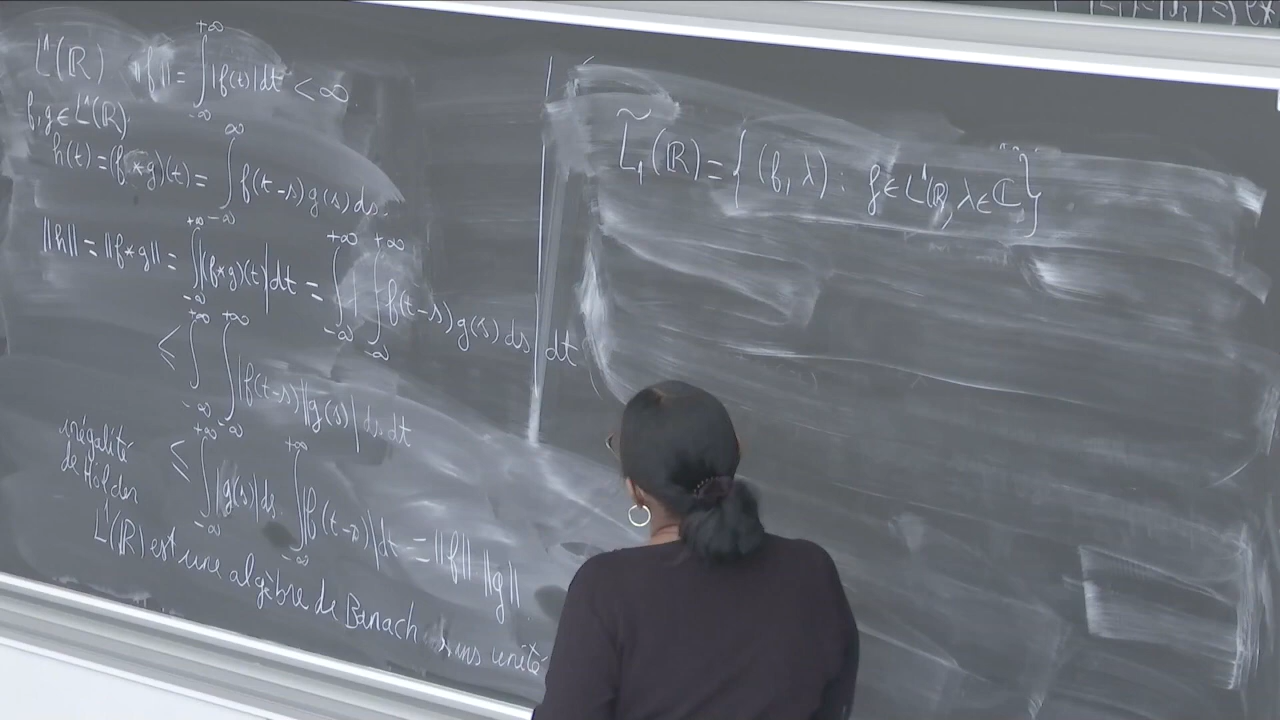 L¹(ℝ) ‖f‖ = ∫_{-∞}^{+∞} |f(t)| dt < ∞
f, g ∈ L¹(ℝ)
h(t) = (f * g)(t) = ∫_{-∞}^{∞} f(t-s) g(s) ds.
‖h‖ = ‖f * g‖ = ∫_{-∞}^{+∞} |(f * g)(t)| dt = ∫_{-∞}^{+∞} | ∫_{-∞}^{+∞} f(t-s) g(s) ds | dt
≤ ∫_{-∞}^{+∞} ∫_{-∞}^{+∞} |f(t-s)| |g(s)| ds dt
inégalité
de Hölder
≤ ∫_{-∞}^{+∞} |g(s)| ds . ∫_{-∞}^{+∞} |f(t-s)| dt = ‖f‖ ‖g‖
L¹(ℝ) est une algèbre de Banach sans unité
L̃₁(ℝ) = { (f, λ) : f ∈ L¹(ℝ), λ ∈ ℂ }